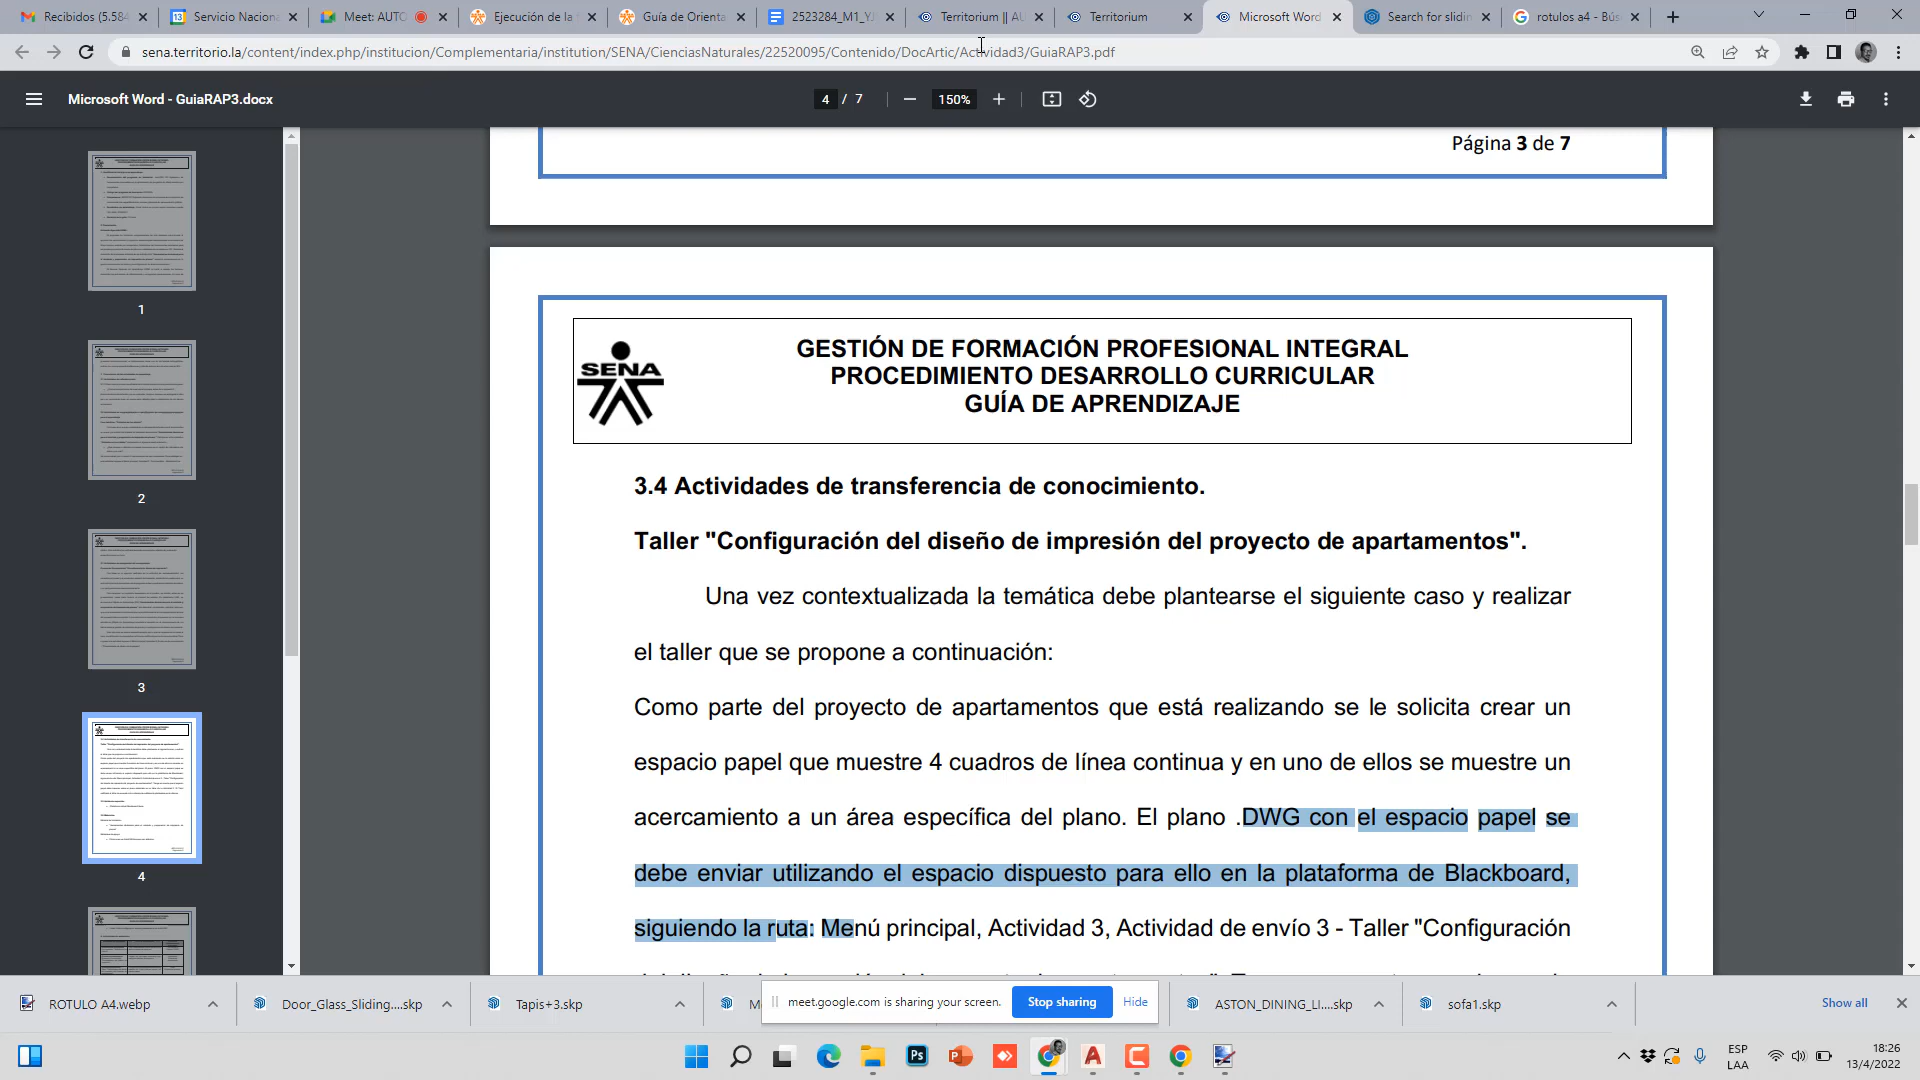 Recibidos (5.584
Servicio Naciona
Meet: AUTO
Ejecución de la f
Guía de Orienta
2523284_M1_YJ
Territorium || AU
Territorium
Microsoft Word
Search for slidin
rotulos a4 - Bús
sena.territorio.la/content/index.php/institucion/Complementaria/institution/SENA/CienciasNaturales/22520095/Contenido/DocArtic/Actividad3/GuiaRAP3.pdf
Microsoft Word - GuiaRAP3.docx
4 / 7
150%
1
2
3
4
Página 3 de 7
SENA
GESTIÓN DE FORMACIÓN PROFESIONAL INTEGRAL
PROCEDIMIENTO DESARROLLO CURRICULAR
GUÍA DE APRENDIZAJE
3.4 Actividades de transferencia de conocimiento.
Taller "Configuración del diseño de impresión del proyecto de apartamentos".
Una vez contextualizada la temática debe plantearse el siguiente caso y realizar
el taller que se propone a continuación:
Como parte del proyecto de apartamentos que está realizando se le solicita crear un
espacio papel que muestre 4 cuadros de línea continua y en uno de ellos se muestre un
acercamiento a un área específica del plano. El plano .DWG con el espacio papel se
debe enviar utilizando el espacio dispuesto para ello en la plataforma de Blackboard,
siguiendo la ruta: Menú principal, Actividad 3, Actividad de envío 3 - Taller "Configuración
ROTULO A4.webp
Door_Glass_Sliding....skp
Tapis+3.skp
meet.google.com is sharing your screen.
Stop sharing
Hide
ASTON_DINING_LI....skp
sofa1.skp
Show all
Ps
ESP
LAA
18:26
13/4/2022